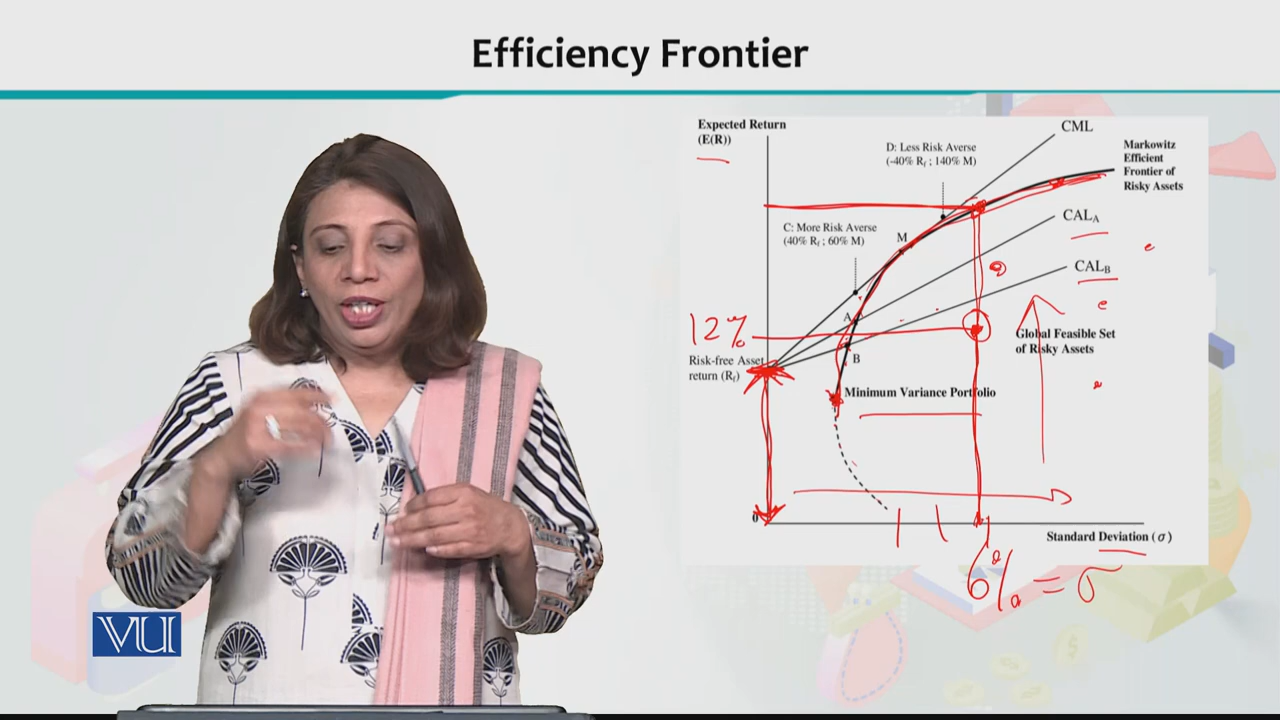 Efficiency Frontier
Expected Return
(E(R))
CML
D: Less Risk Averse
(-40% Rf ; 140% M)
Markowitz
Efficient
Frontier of
Risky Assets
C: More Risk Averse
(40% Rf ; 60% M)
M
CALA
CALB
A
12%
Global Feasible Set
of Risky Assets
Risk-free Asset
return (Rf)
B
Minimum Variance Portfolio
0
Standard Deviation (σ)
6% = σ
VU